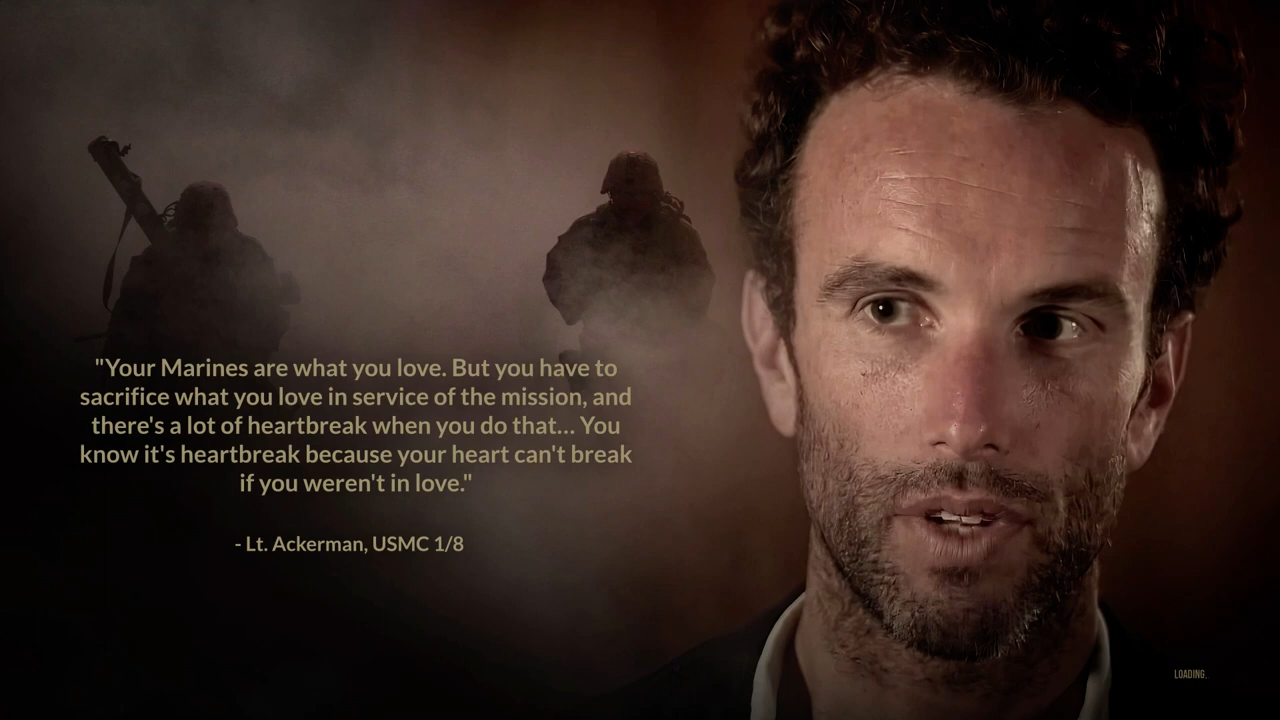 "Your Marines are what you love. But you have to
sacrifice what you love in service of the mission, and
there's a lot of heartbreak when you do that... You
know it's heartbreak because your heart can't break
if you weren't in love."
- Lt. Ackerman, USMC 1/8
LOADING..